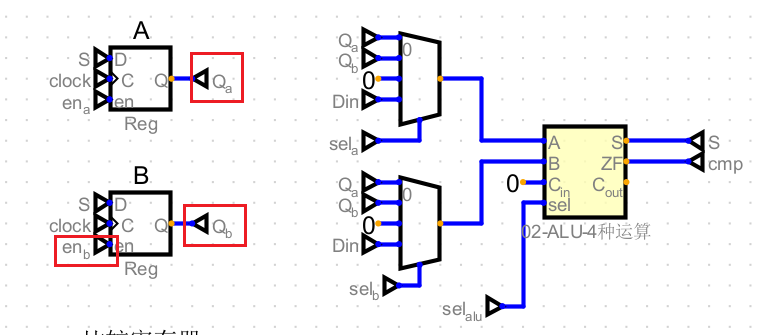 A
S D
clock C Q Qa
ena en
Reg
B
S D
clock C Q Qb
enb en
Reg
Qa 0
Qb
0
Din
sela
Qa 0
Qb
0
Din
selb
selalu
A S S
B ZF cmp
0 Cin Cout
sel
02-ALU-4种运算